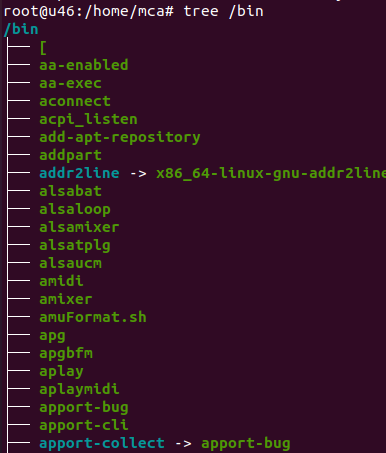 root@u46:/home/mca# tree /bin
/bin
├── [
├── aa-enabled
├── aa-exec
├── aconnect
├── acpi_listen
├── add-apt-repository
├── addpart
├── addr2line -> x86_64-linux-gnu-addr2line
├── alsabat
├── alsaloop
├── alsamixer
├── alsatplg
├── alsaucm
├── amidi
├── amixer
├── amuFormat.sh
├── apg
├── apgbfm
├── aplay
├── aplaymidi
├── apport-bug
├── apport-cli
├── apport-collect -> apport-bug